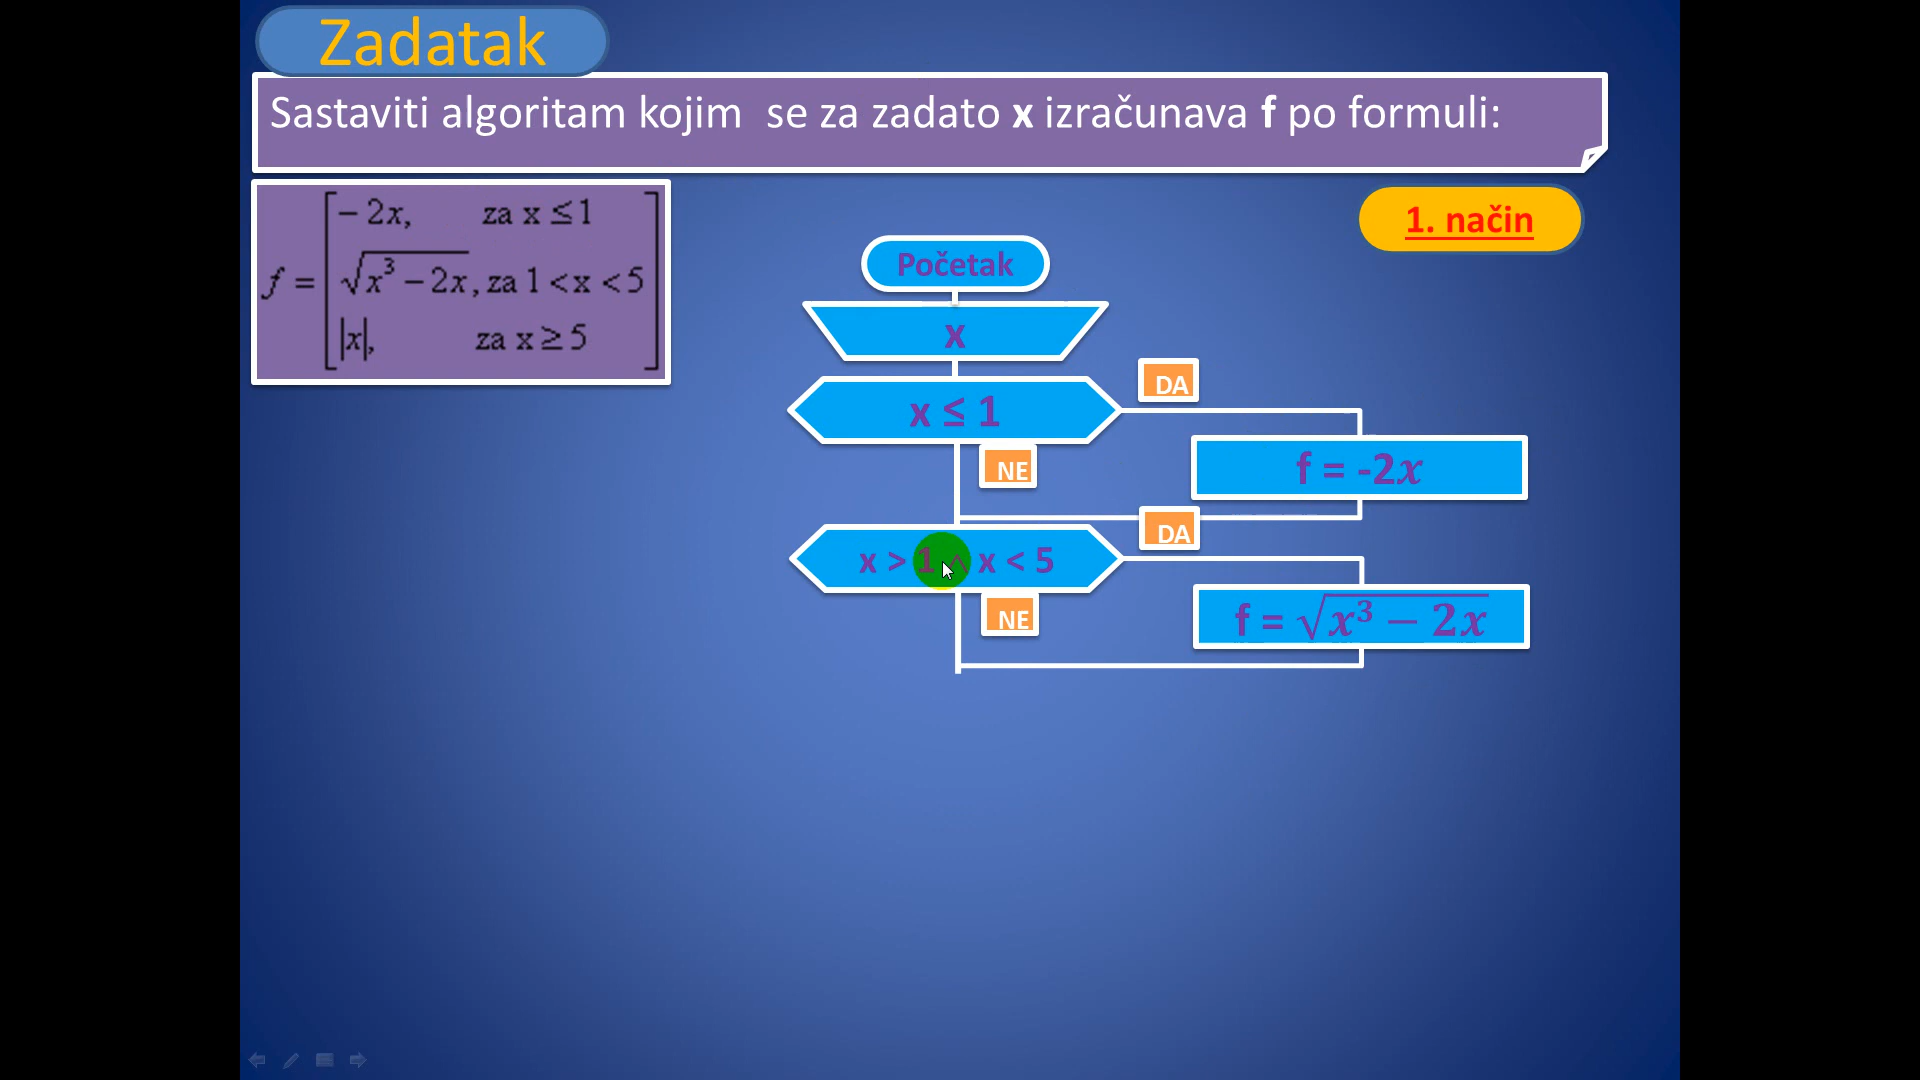 Zadatak
Sastaviti algoritam kojim  se za zadato x izračunava f po formuli:
f = [ −2x, za x ≤ 1
√x³ − 2x, za 1 < x < 5
|x|, za x ≥ 5 ]
1. način
Početak
x
x ≤ 1
DA
NE
f = -2x
x > 1 ∧ x < 5
DA
NE
f = √x³ − 2x